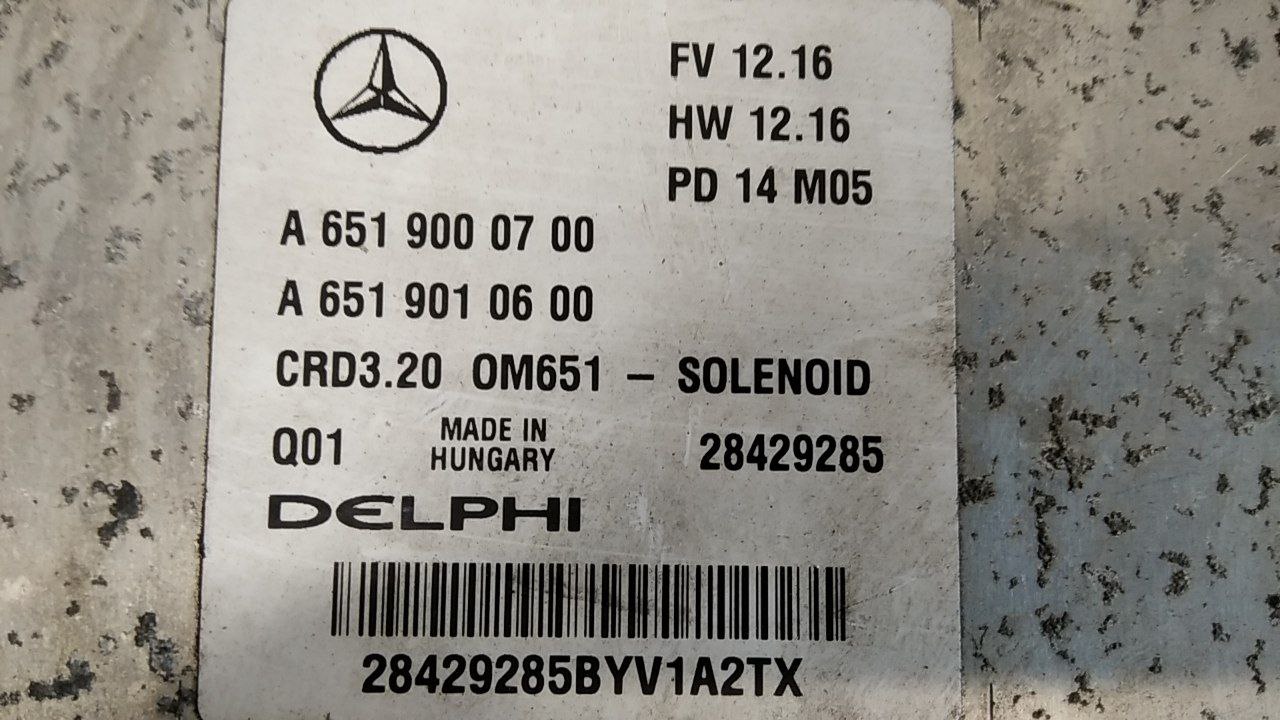 FV 12.16
HW 12.16
PD 14 M05
A 651 900 07 00
A 651 901 06 00
CRD3.20 OM651 – SOLENOID
Q01 MADE IN HUNGARY 28429285
DELPHI
28429285BYV1A2TX